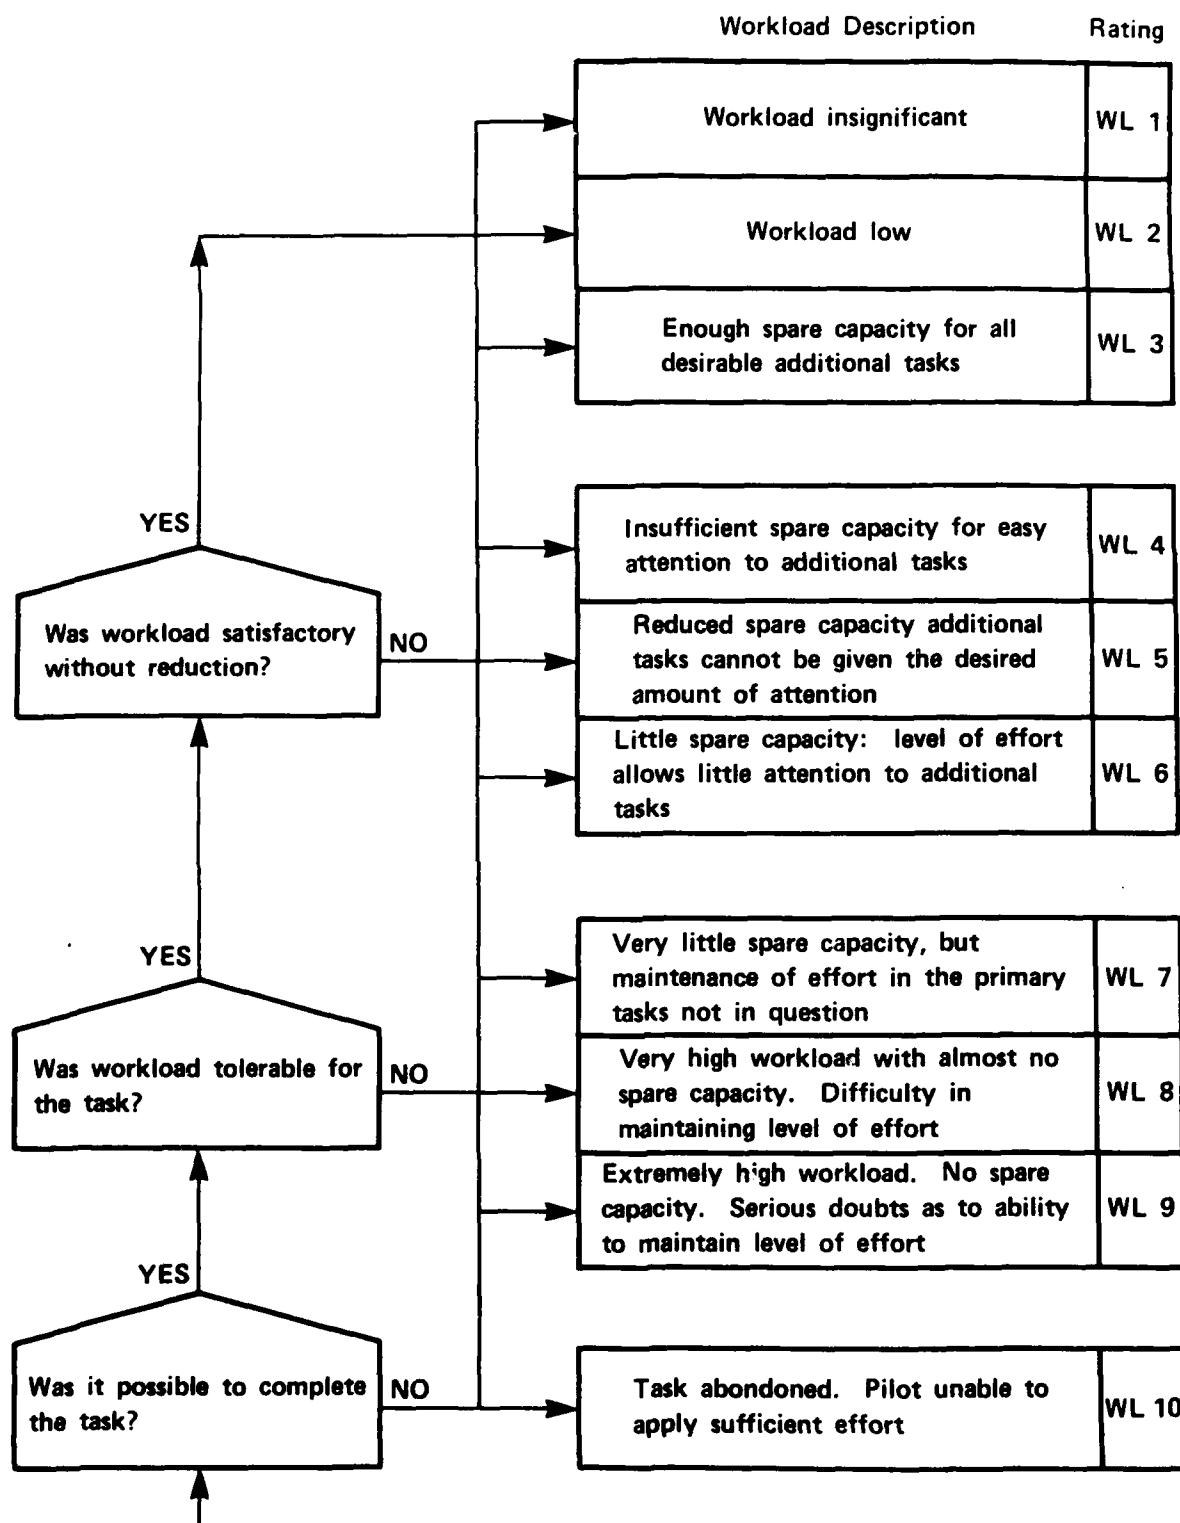 Workload Description Rating
Workload insignificant WL 1
Workload low WL 2
Enough spare capacity for all
desirable additional tasks
WL 3
YES
Was workload satisfactory
without reduction?
NO
Insufficient spare capacity for easy
attention to additional tasks
WL 4
Reduced spare capacity additional
tasks cannot be given the desired
amount of attention
WL 5
Little spare capacity: level of effort
allows little attention to additional
tasks
WL 6
YES
Was workload tolerable for
the task?
NO
Very little spare capacity, but
maintenance of effort in the primary
tasks not in question
WL 7
Very high workload with almost no
spare capacity. Difficulty in
maintaining level of effort
WL 8
Extremely high workload. No spare
capacity. Serious doubts as to ability
to maintain level of effort
WL 9
YES
Was it possible to complete
the task?
NO
Task abondoned. Pilot unable to
apply sufficient effort
WL 10